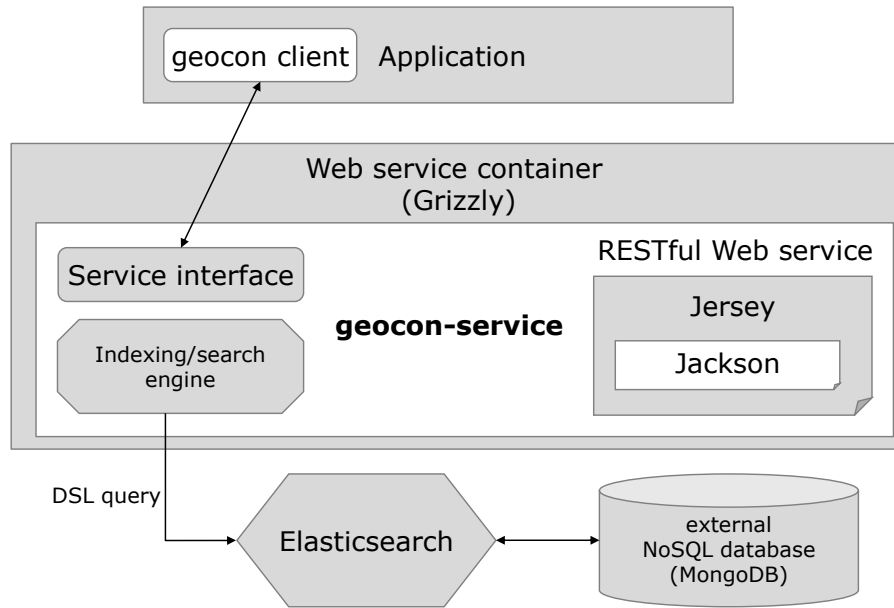 geocon client
Application
Web service container
(Grizzly)
Service interface
RESTful Web service
geocon-service
Jersey
Jackson
Indexing/search
engine
DSL query
Elasticsearch
external
NoSQL database
(MongoDB)